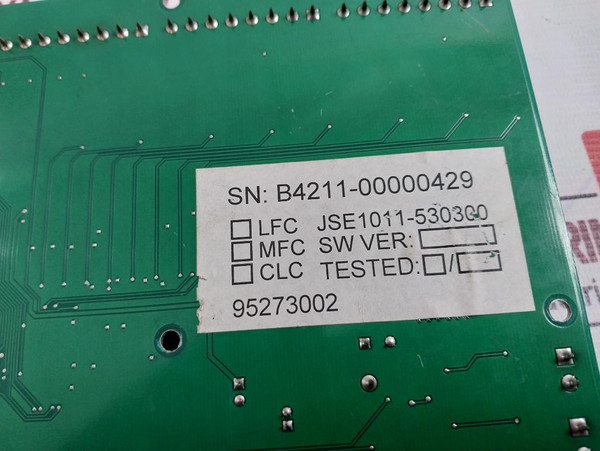 SN: B4211-00000429
LFC JSE1011-530300
MFC SW VER:
CLC TESTED: /
95273002